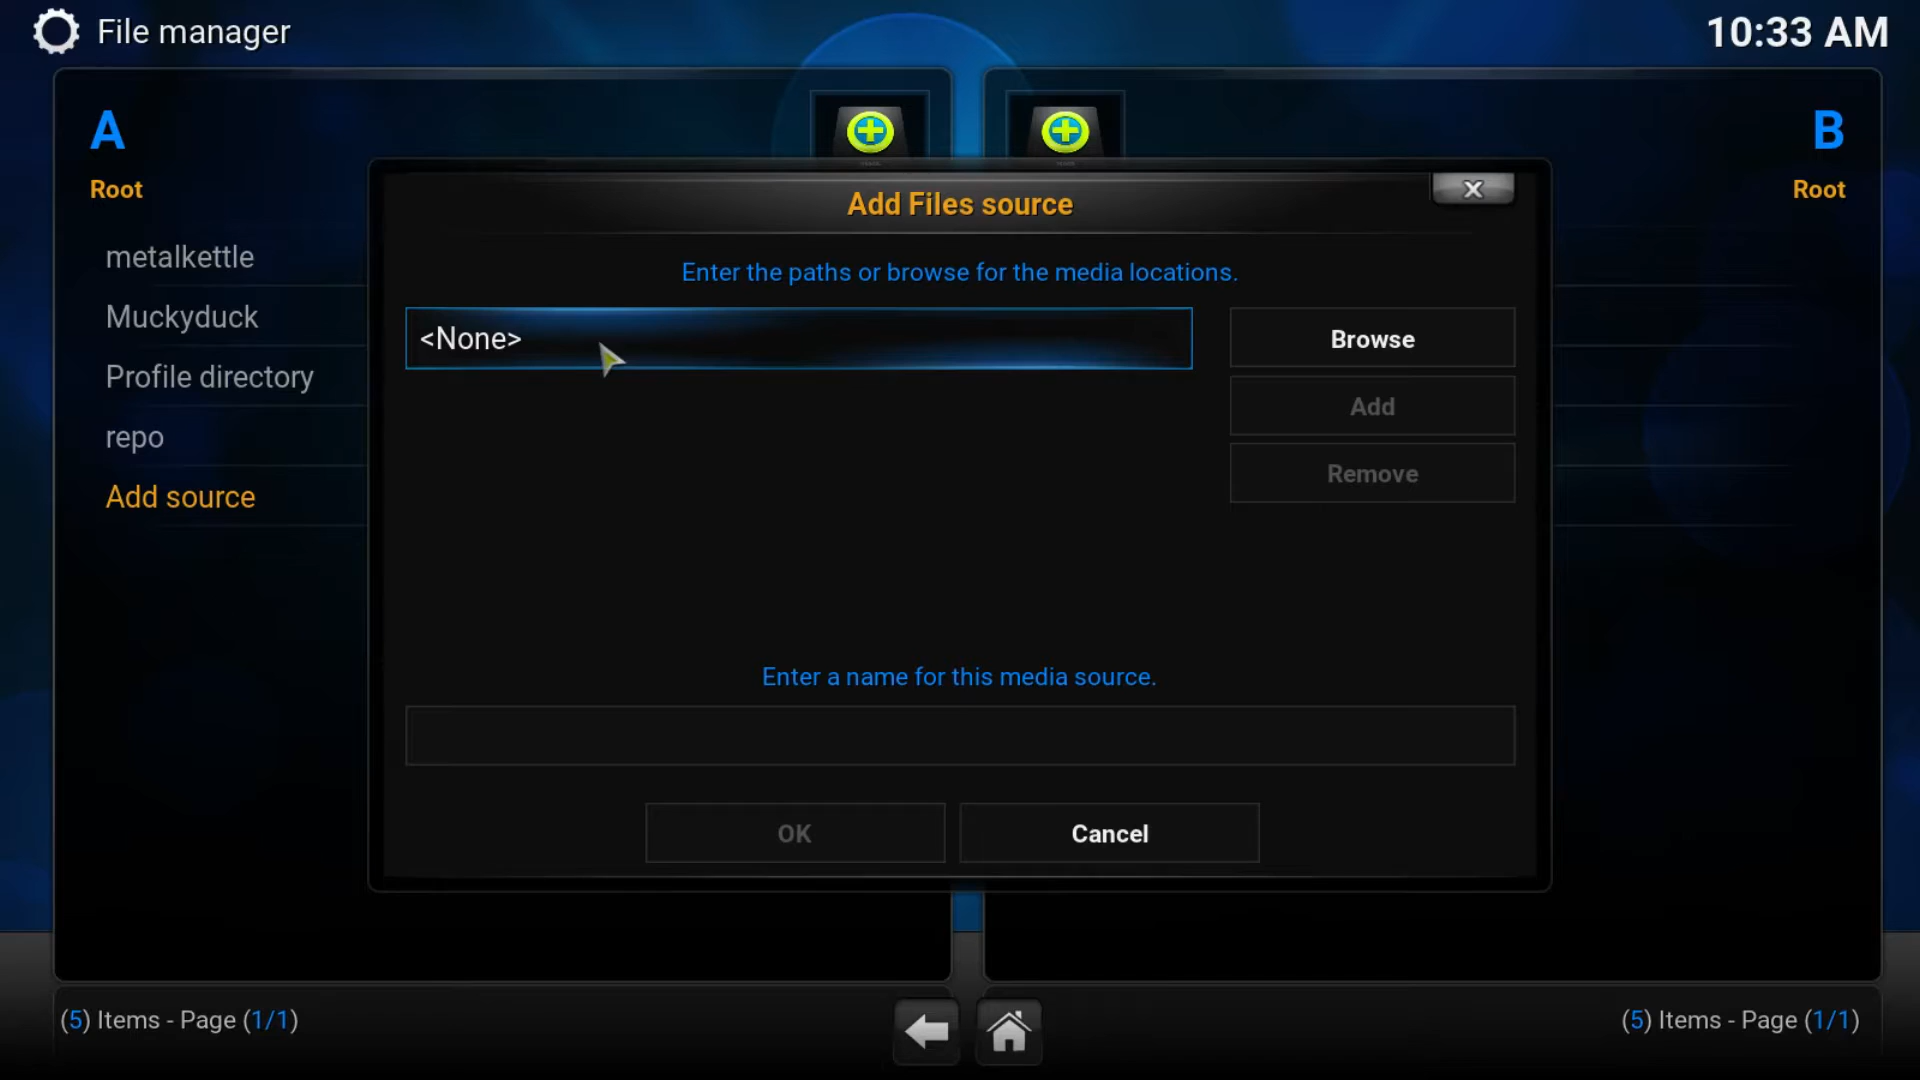 File manager
10:33 AM
A
B
Root
Root
metalkettle
Muckyduck
Profile directory
repo
Add source
Add Files source
X
Enter the paths or browse for the media locations.
<None>
Browse
Add
Remove
Enter a name for this media source.
OK
Cancel
(5) Items - Page (1/1)
(5) Items - Page (1/1)